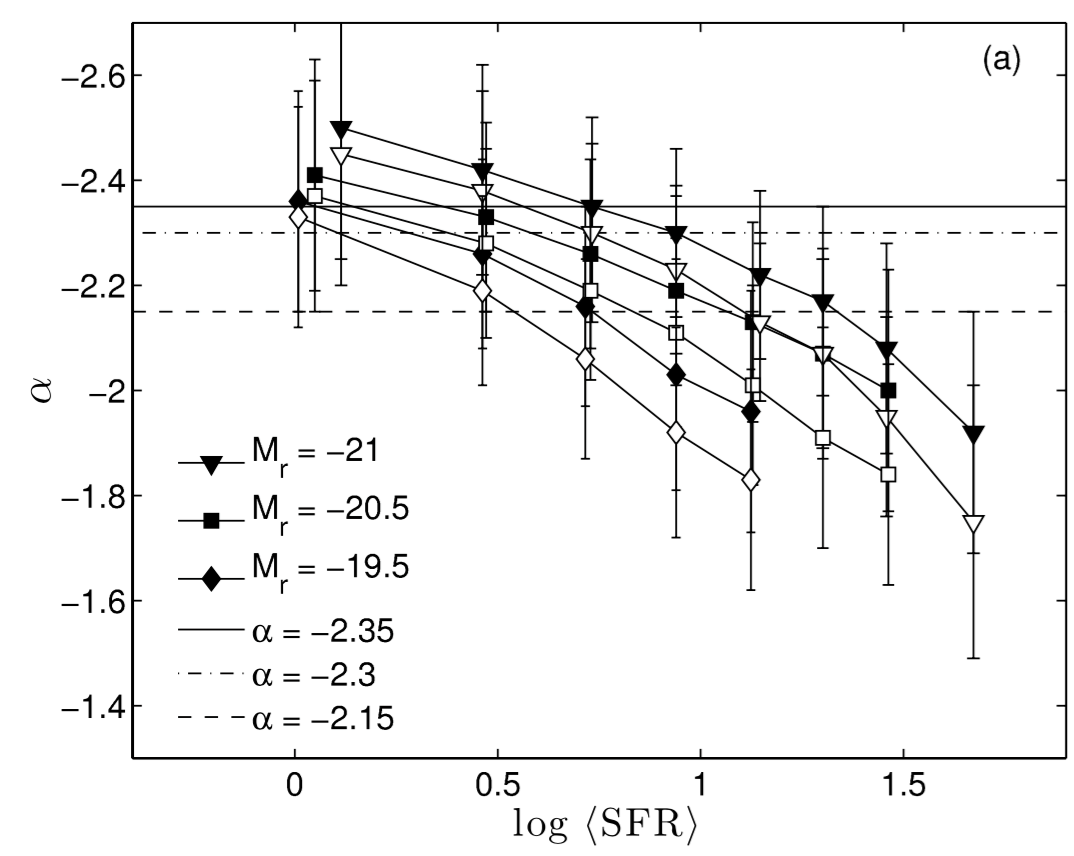 (a)
−2.6
−2.4
−2.2
−2
−1.8
−1.6
−1.4
α
M_r = −21
M_r = −20.5
M_r = −19.5
α = −2.35
α = −2.3
α = −2.15
0 0.5 1 1.5
log ⟨SFR⟩